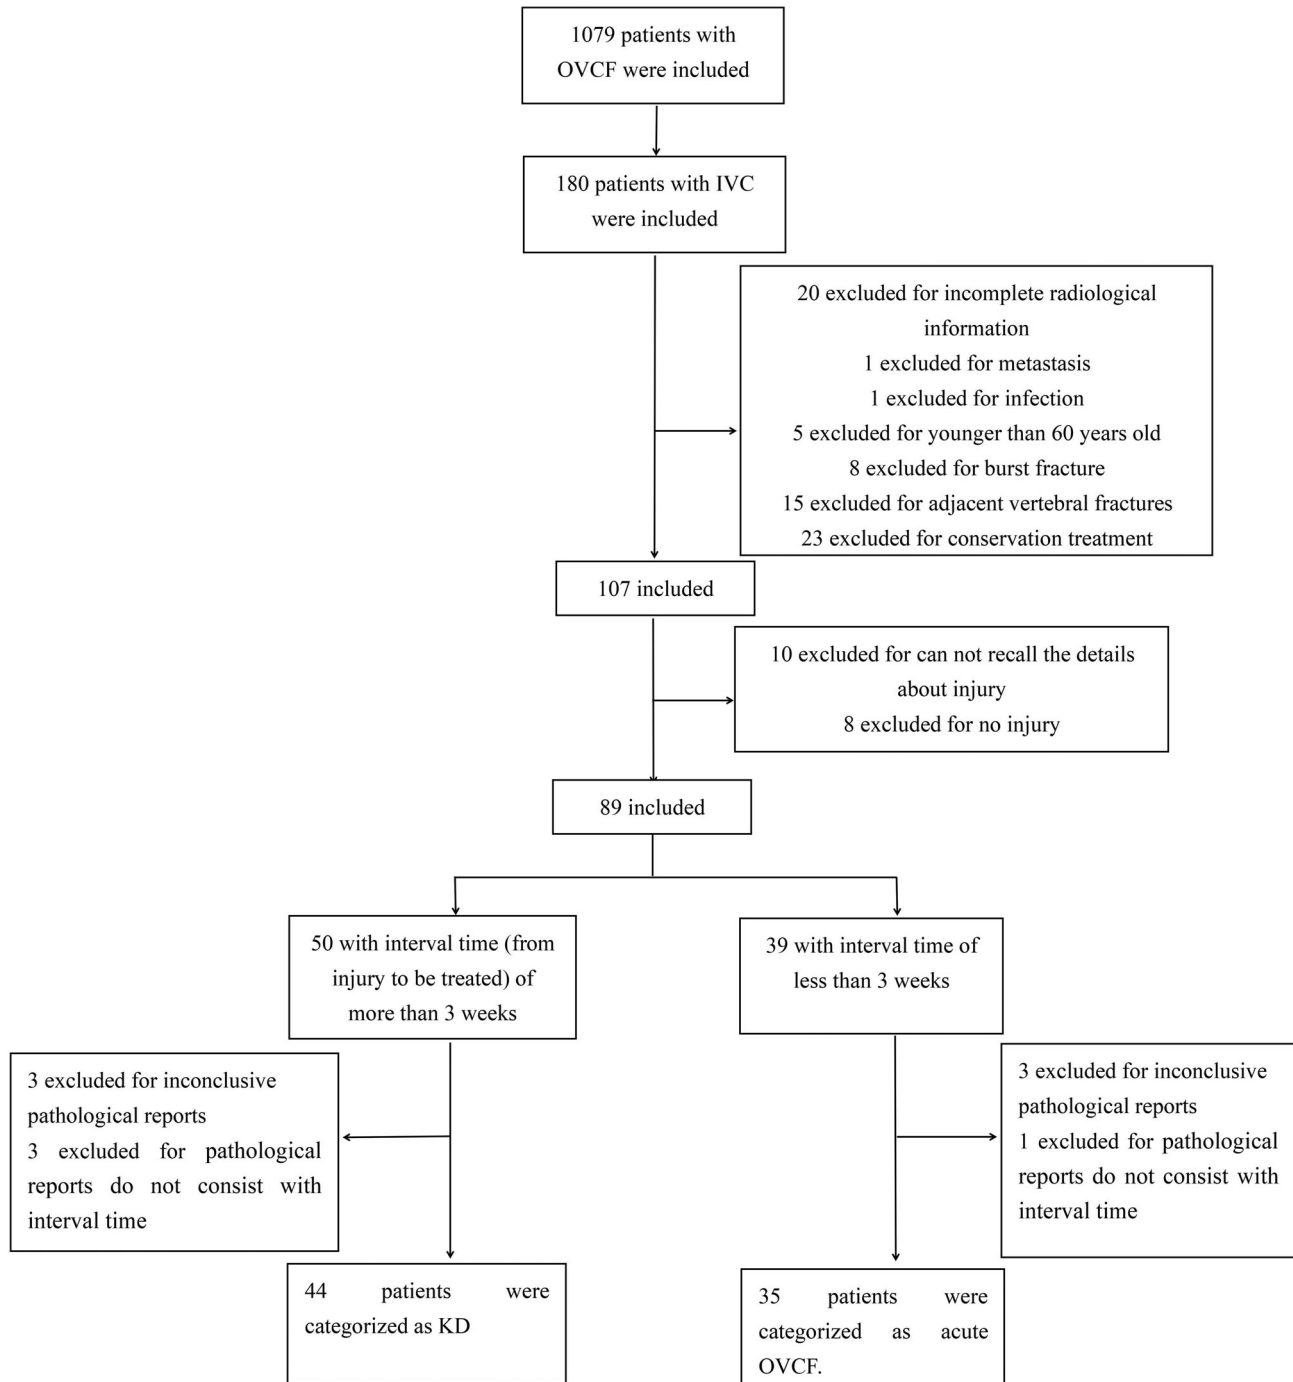 1079 patients with
OVCF were included
180 patients with IVC
were included
20 excluded for incomplete radiological
information
1 excluded for metastasis
1 excluded for infection
5 excluded for younger than 60 years old
8 excluded for burst fracture
15 excluded for adjacent vertebral fractures
23 excluded for conservation treatment
107 included
10 excluded for can not recall the details
about injury
8 excluded for no injury
89 included
50 with interval time (from
injury to be treated) of
more than 3 weeks
39 with interval time of
less than 3 weeks
3 excluded for inconclusive
pathological reports
3 excluded for pathological
reports do not consist with
interval time
3 excluded for inconclusive
pathological reports
1 excluded for pathological
reports do not consist with
interval time
44 patients were
categorized as KD
35 patients were
categorized as acute
OVCF.